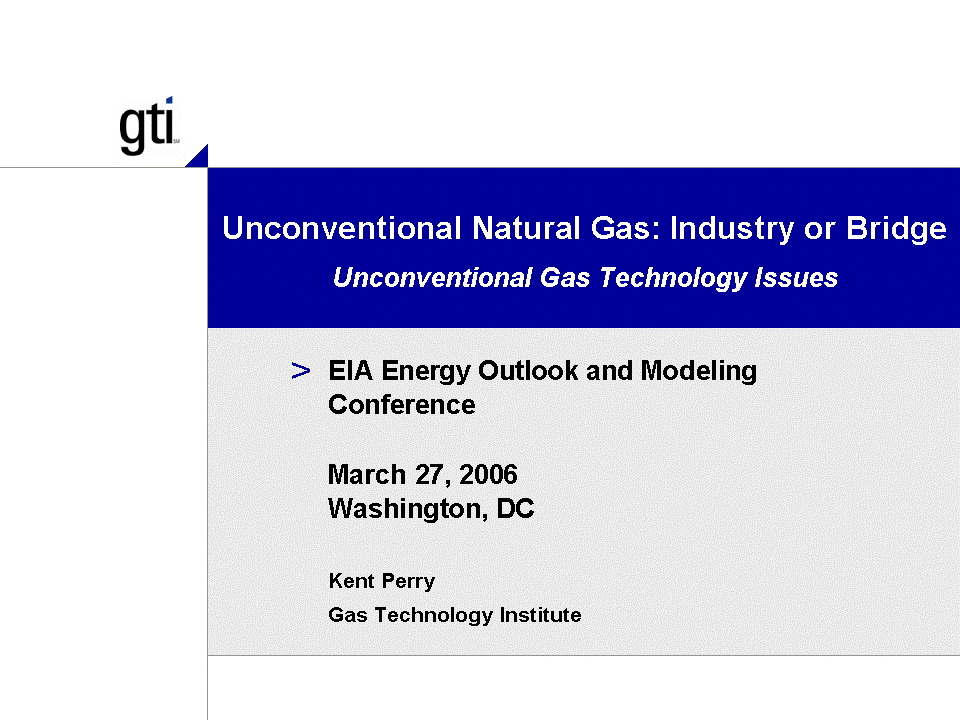 gti
SM
Unconventional Natural Gas: Industry or Bridge
Unconventional Gas Technology Issues
> EIA Energy Outlook and Modeling
Conference
March 27, 2006
Washington, DC
Kent Perry
Gas Technology Institute